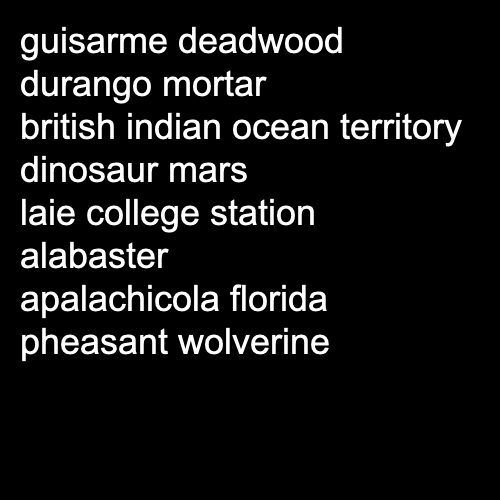 guisarme deadwood
durango mortar
british indian ocean territory
dinosaur mars
laie college station
alabaster
apalachicola florida
pheasant wolverine